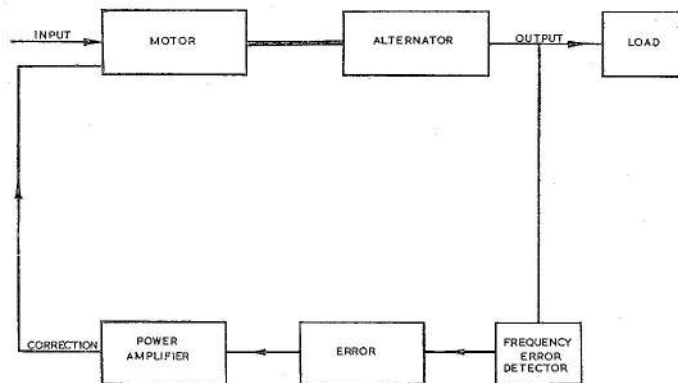 INPUT
MOTOR
ALTERNATOR
OUTPUT
LOAD
CORRECTION
POWER
AMPLIFIER
ERROR
FREQUENCY
ERROR
DETECTOR